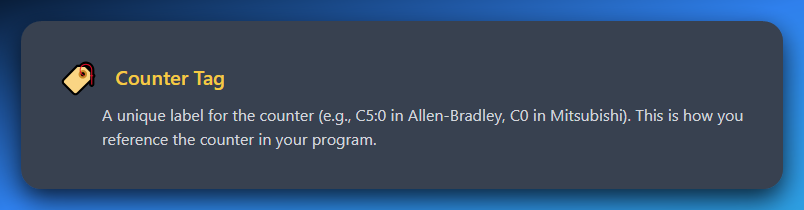 Counter Tag
A unique label for the counter (e.g., C5:0 in Allen-Bradley, C0 in Mitsubishi). This is how you
reference the counter in your program.